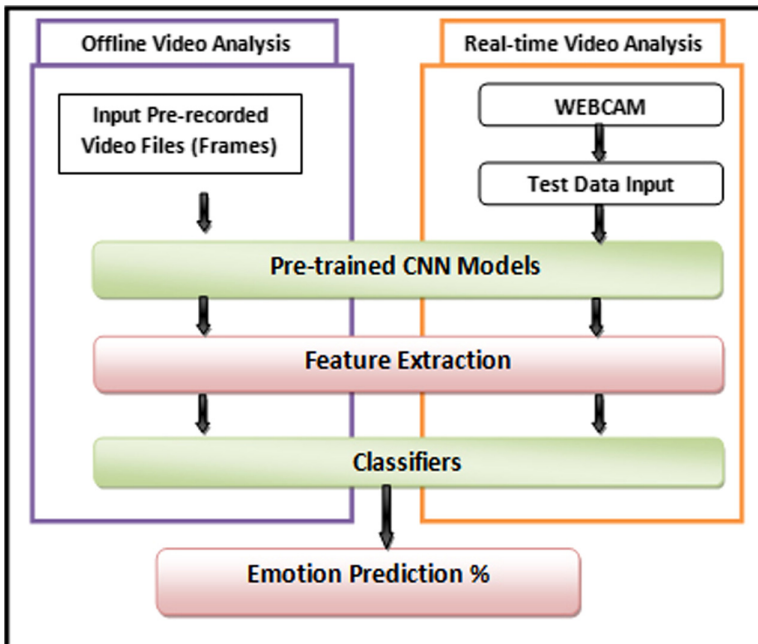 Offline Video Analysis
Real-time Video Analysis
Input Pre-recorded
Video Files (Frames)
WEBCAM
Test Data Input
Pre-trained CNN Models
Feature Extraction
Classifiers
Emotion Prediction %